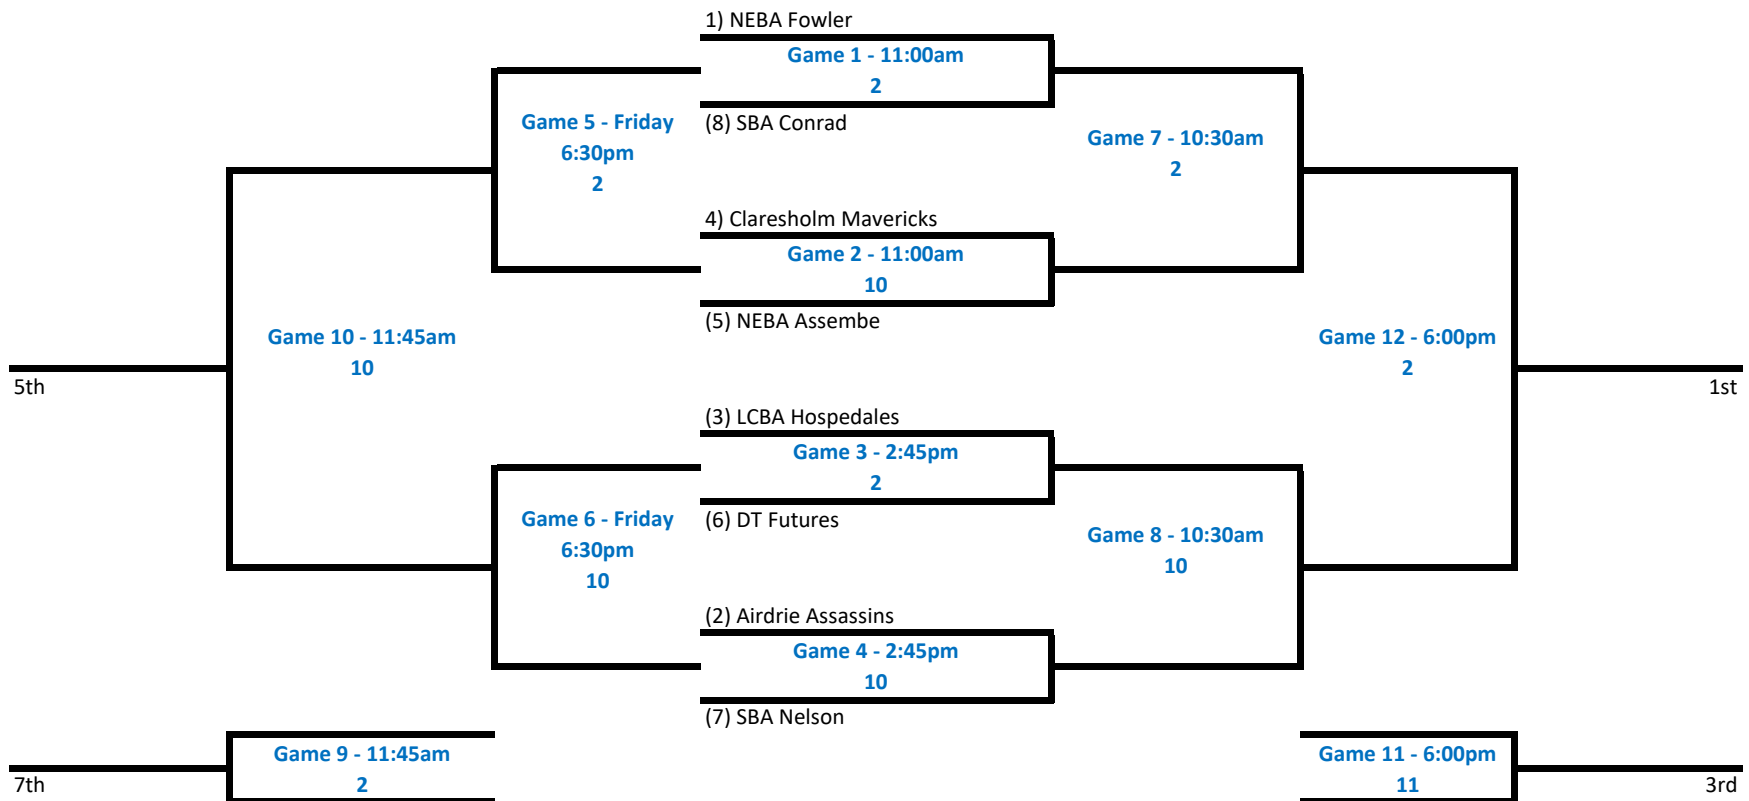 1) NEBA Fowler
Game 1 - 11:00am
2
(8) SBA Conrad
Game 5 - Friday
6:30pm
2
Game 7 - 10:30am
2
4) Claresholm Mavericks
Game 2 - 11:00am
10
(5) NEBA Assembe
Game 10 - 11:45am
10
Game 12 - 6:00pm
2
5th
1st
(3) LCBA Hospedales
Game 3 - 2:45pm
2
(6) DT Futures
Game 6 - Friday
6:30pm
10
Game 8 - 10:30am
10
(2) Airdrie Assassins
Game 4 - 2:45pm
10
(7) SBA Nelson
Game 9 - 11:45am
2
7th
Game 11 - 6:00pm
11
3rd